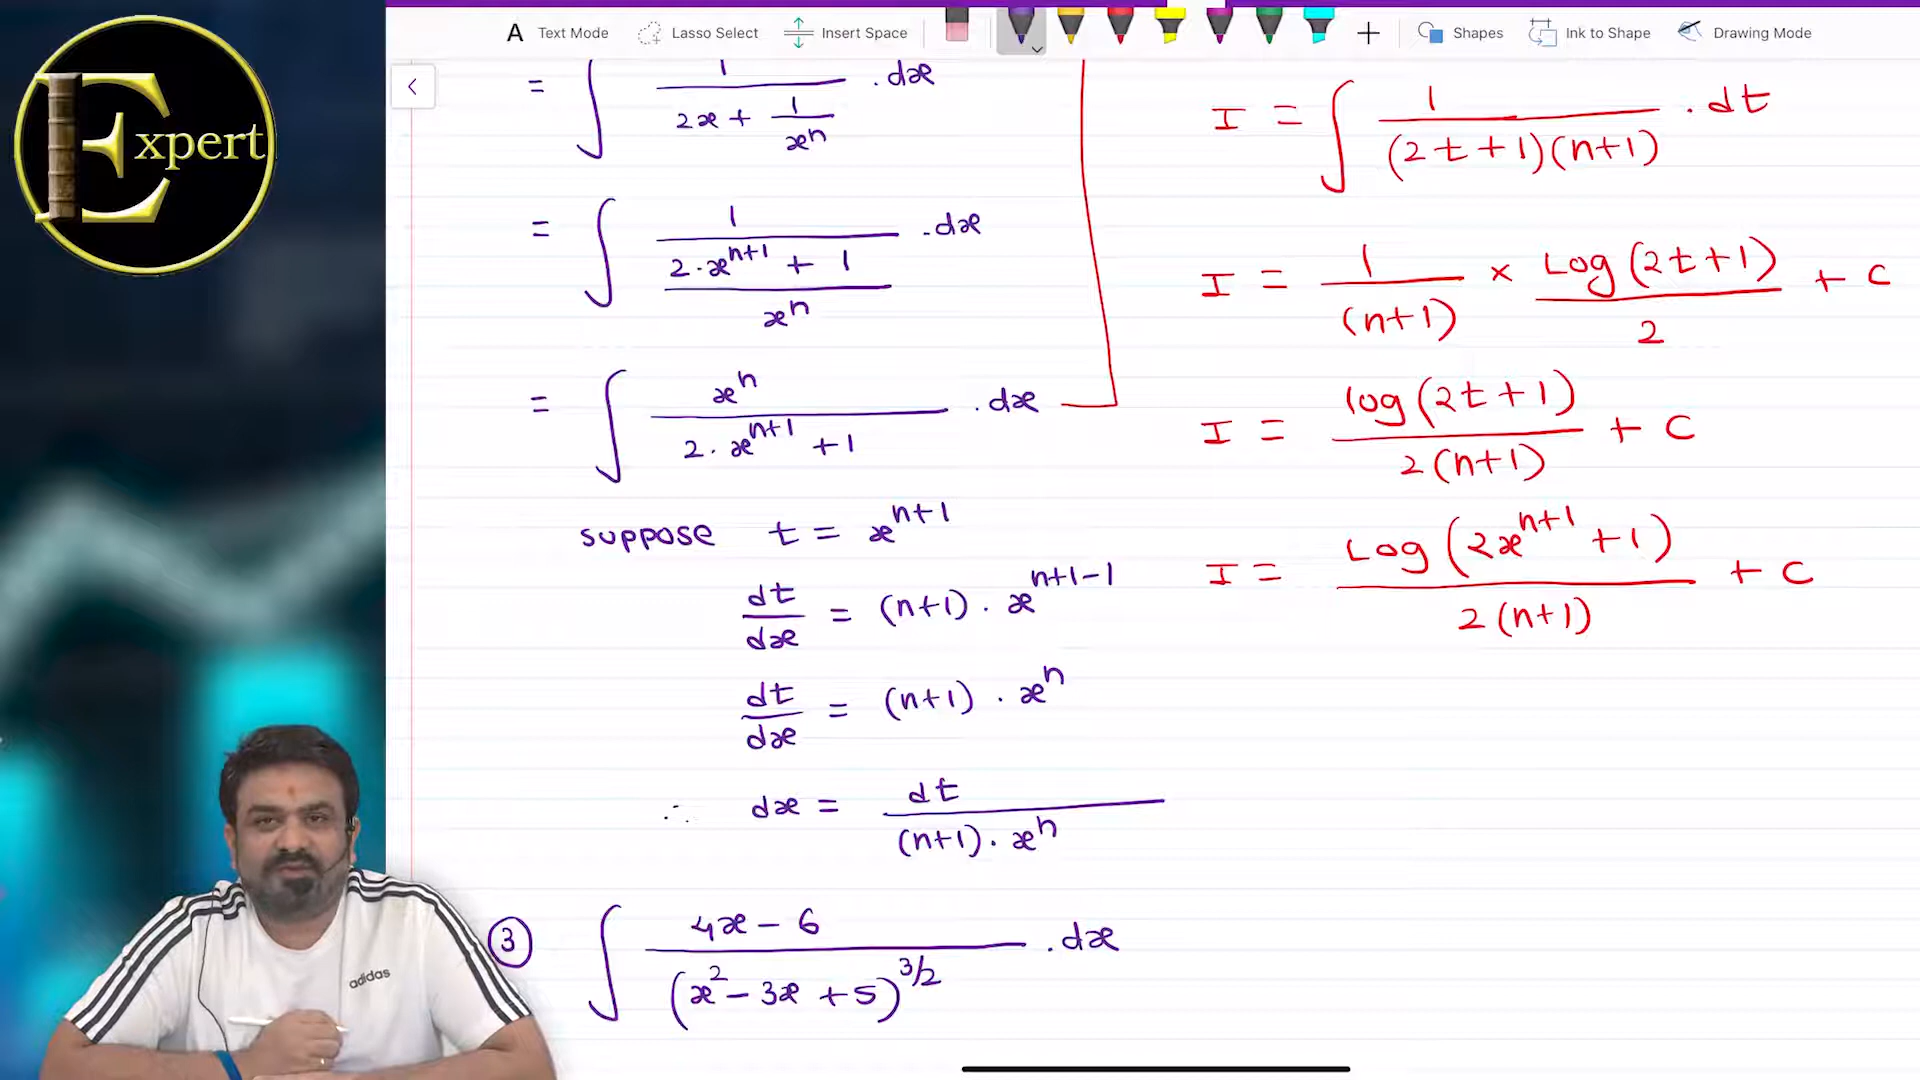 Expert
A Text Mode Lasso Select Insert Space + Shapes Ink to Shape Drawing Mode
= ∫ 1 / (2x + 1/xⁿ) . dx
= ∫ 1 / ((2·xⁿ⁺¹ + 1) / xⁿ) . dx
= ∫ xⁿ / (2·xⁿ⁺¹ + 1) . dx
suppose t = xⁿ⁺¹
dt/dx = (n+1) · xⁿ⁺¹⁻¹
dt/dx = (n+1) · xⁿ
∴ dx = dt / ((n+1) · xⁿ)
③ ∫ (4x - 6) / (x² - 3x + 5)^(3/2) . dx
I = ∫ 1 / ((2t+1)(n+1)) . dt
I = 1/(n+1) × Log(2t+1)/2 + C
I = log(2t+1) / 2(n+1) + C
I = Log(2xⁿ⁺¹ + 1) / 2(n+1) + C
adidas